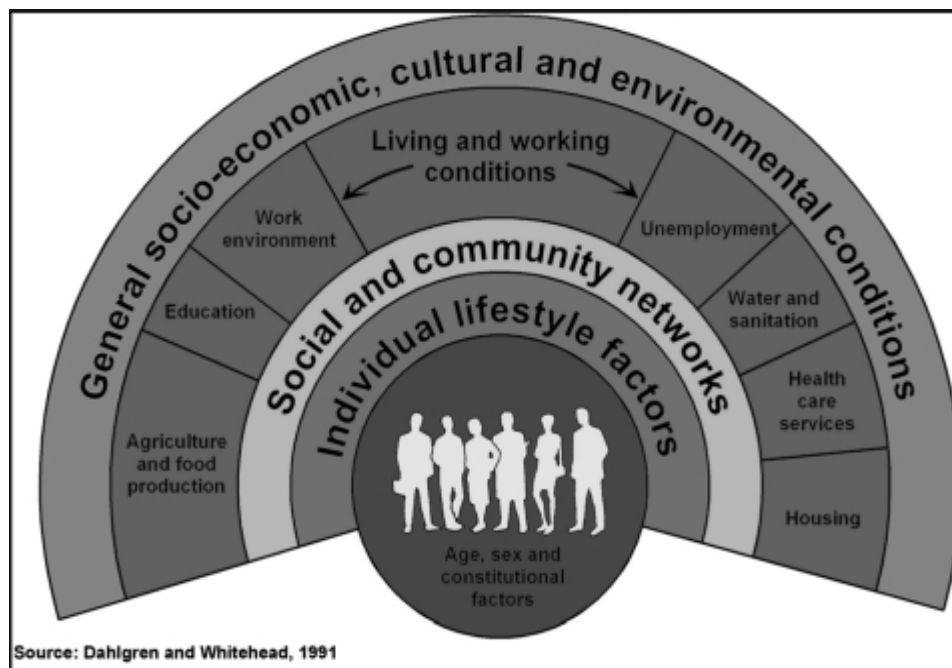 General socio-economic, cultural and environmental conditions
Living and working
conditions
Work
environment
Unemployment
Education
Water and
sanitation
Agriculture
and food
production
Health
care
services
Housing
Social and community networks
Individual lifestyle factors
Age, sex and
constitutional
factors
Source: Dahlgren and Whitehead, 1991